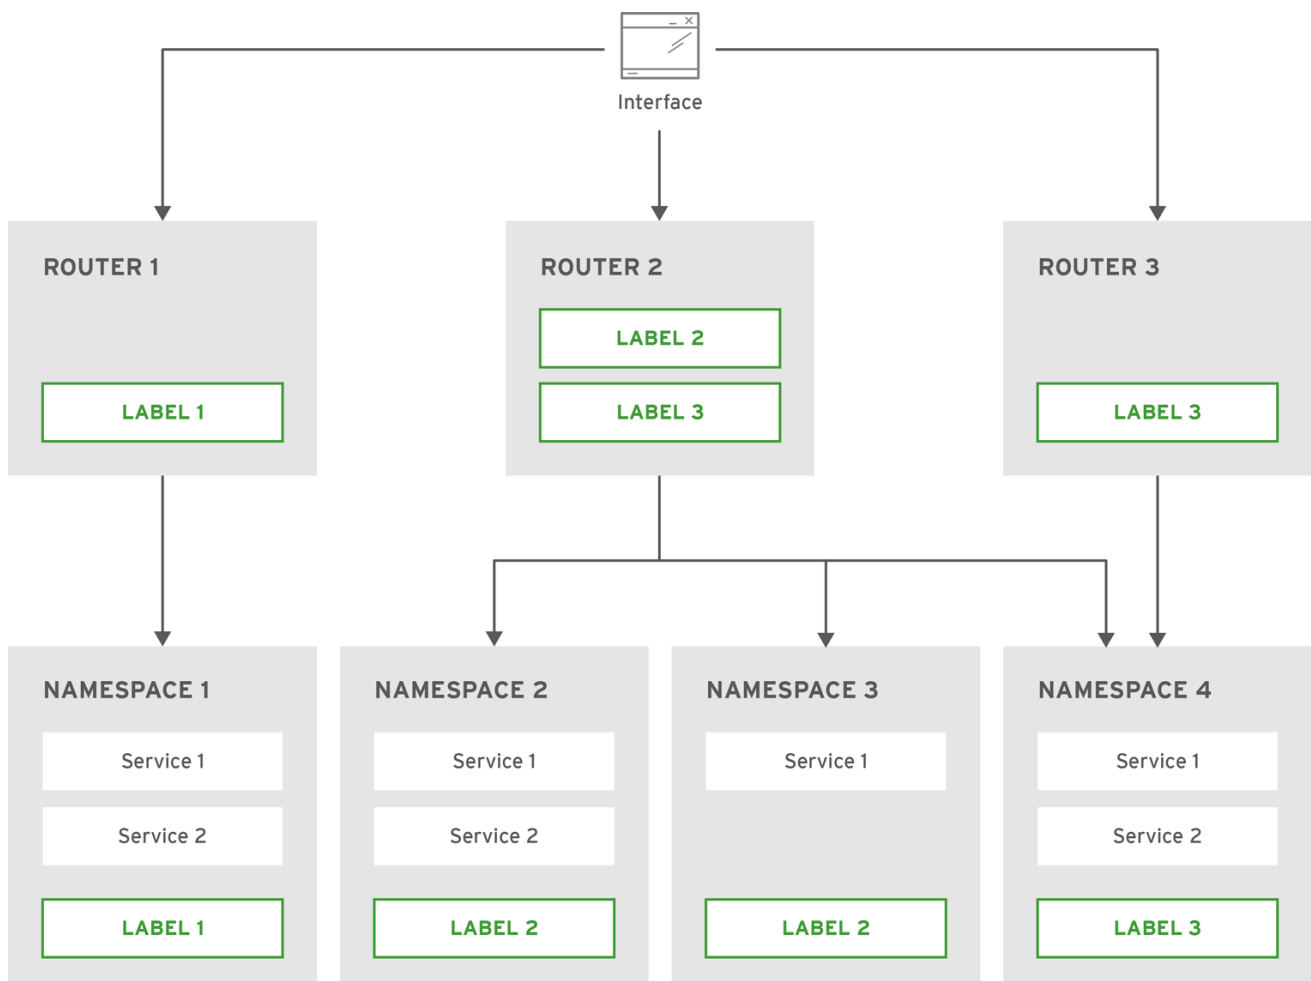 Interface
ROUTER 1
LABEL 1
ROUTER 2
LABEL 2
LABEL 3
ROUTER 3
LABEL 3
NAMESPACE 1
Service 1
Service 2
LABEL 1
NAMESPACE 2
Service 1
Service 2
LABEL 2
NAMESPACE 3
Service 1
LABEL 2
NAMESPACE 4
Service 1
Service 2
LABEL 3